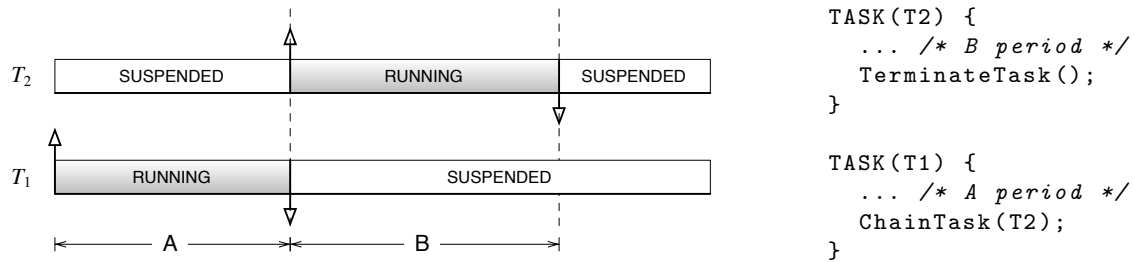 T2 SUSPENDED RUNNING SUSPENDED
T1 RUNNING SUSPENDED
A B
TASK(T2) {
... /* B period */
TerminateTask();
}
TASK(T1) {
... /* A period */
ChainTask(T2);
}